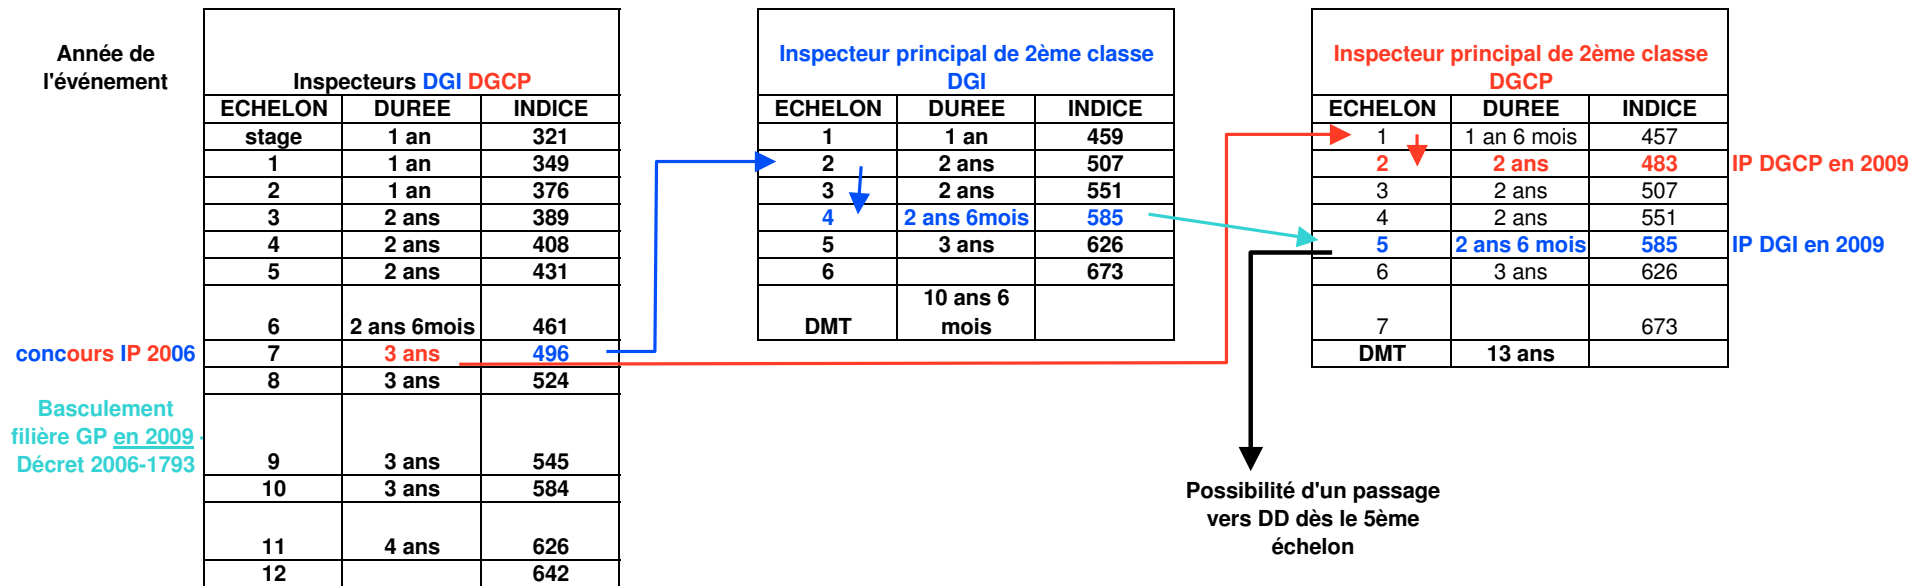 Année de
l'événement
Inspecteurs DGI DGCP
ECHELON DUREE INDICE
stage 1 an 321
1 1 an 349
2 1 an 376
3 2 ans 389
4 2 ans 408
5 2 ans 431
6 2 ans 6mois 461
concours IP 2006
7 3 ans 496
8 3 ans 524
Basculement
filière GP en 2009 -
Décret 2006-1793
9 3 ans 545
10 3 ans 584
11 4 ans 626
12 642
Inspecteur principal de 2ème classe
DGI
ECHELON DUREE INDICE
1 1 an 459
2 2 ans 507
3 2 ans 551
4 2 ans 6mois 585
5 3 ans 626
6 673
10 ans 6
DMT mois
Inspecteur principal de 2ème classe
DGCP
ECHELON DUREE INDICE
1 1 an 6 mois 457
2 2 ans 483 IP DGCP en 2009
3 2 ans 507
4 2 ans 551
5 2 ans 6 mois 585 IP DGI en 2009
6 3 ans 626
7 673
DMT 13 ans
Possibilité d'un passage
vers DD dès le 5ème
échelon